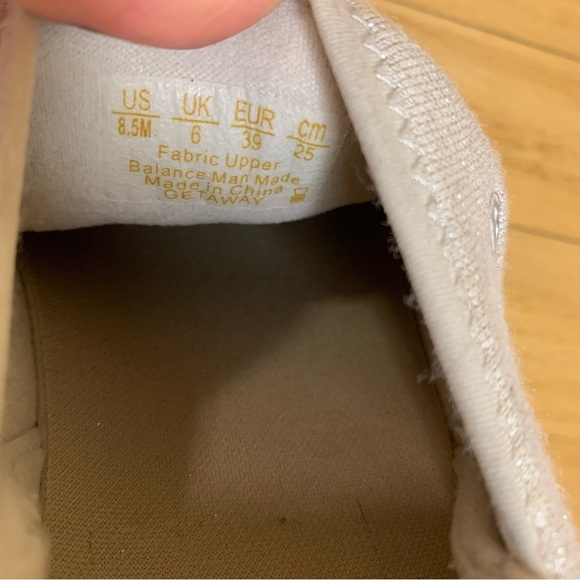 US UK EUR cm
8.5M 6 39 25
Fabric Upper
Balance Man Made
Made in China
GETAWAY